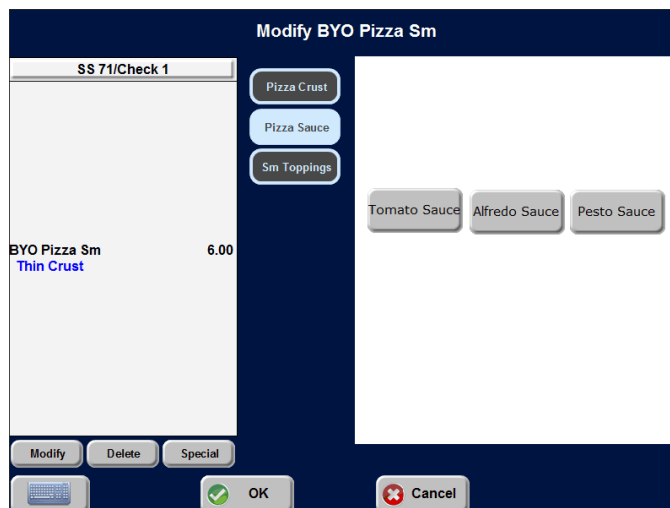 Modify BYO Pizza Sm
SS 71/Check 1
BYO Pizza Sm 6.00
Thin Crust
Pizza Crust
Pizza Sauce
Sm Toppings
Tomato Sauce Alfredo Sauce Pesto Sauce
Modify Delete Special
OK Cancel